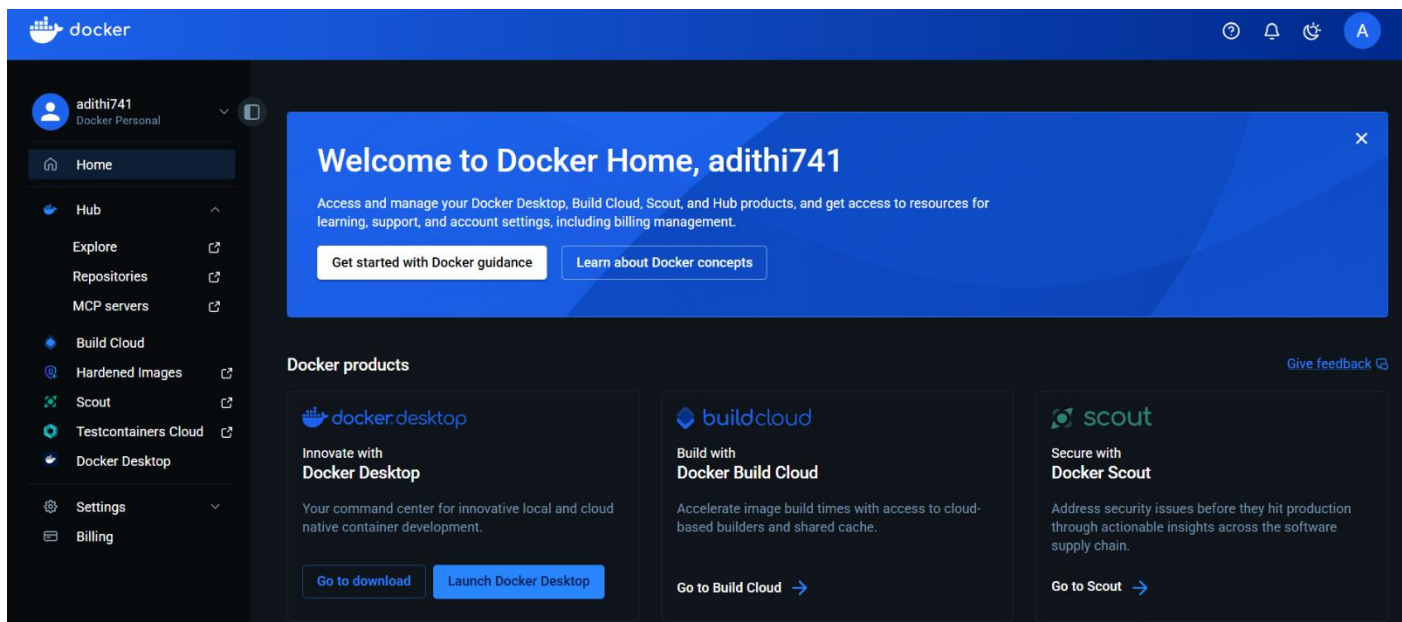 docker
A
adithi741
Docker Personal
Home
Hub
Explore
Repositories
MCP servers
Build Cloud
Hardened Images
Scout
Testcontainers Cloud
Docker Desktop
Settings
Billing
Welcome to Docker Home, adithi741
Access and manage your Docker Desktop, Build Cloud, Scout, and Hub products, and get access to resources for
learning, support, and account settings, including billing management.
Get started with Docker guidance
Learn about Docker concepts
Docker products
Give feedback
docker.desktop
Innovate with
Docker Desktop
Your command center for innovative local and cloud
native container development.
Go to download
Launch Docker Desktop
buildcloud
Build with
Docker Build Cloud
Accelerate image build times with access to cloud-
based builders and shared cache.
Go to Build Cloud
scout
Secure with
Docker Scout
Address security issues before they hit production
through actionable insights across the software
supply chain.
Go to Scout